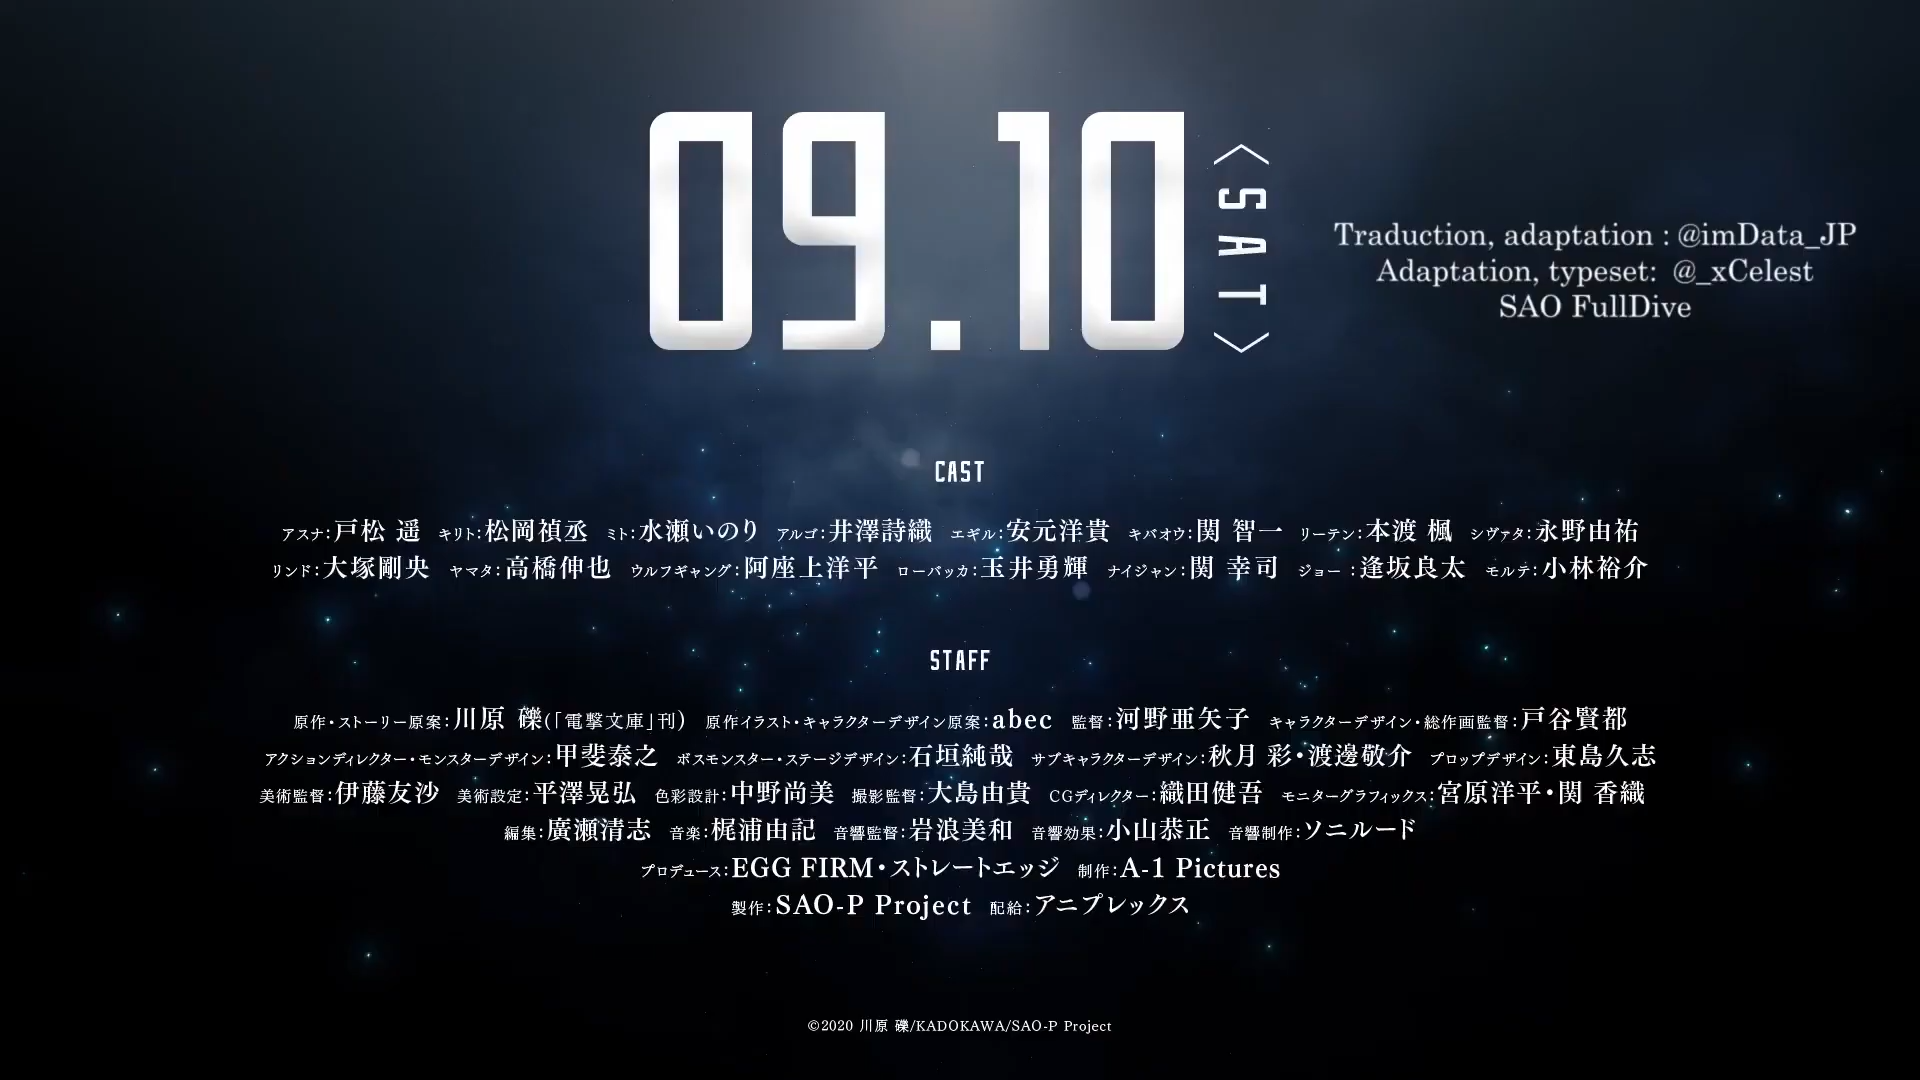 09.10
〈SAT〉
Traduction, adaptation : @imData_JP
Adaptation, typeset:  @_xCelest
SAO FullDive
CAST
アスナ:戸松 遥 キリト:松岡禎丞 ミト:水瀬いのり アルゴ:井澤詩織 エギル:安元洋貴 キバオウ:関 智一 リーテン:本渡 楓 シヴァタ:永野由祐
リンド:大塚剛央 ヤマタ:高橋伸也 ウルフギャング:阿座上洋平 ローバッカ:玉井勇輝 ナイジャン:関 幸司 ジョー :逢坂良太 モルテ:小林裕介
STAFF
原作・ストーリー原案:川原 礫(「電撃文庫」刊) 原作イラスト・キャラクターデザイン原案:abec 監督:河野亜矢子 キャラクターデザイン・総作画監督:戸谷賢都
アクションディレクター・モンスターデザイン:甲斐泰之 ボスモンスター・ステージデザイン:石垣純哉 サブキャラクターデザイン:秋月 彩・渡邊敬介 プロップデザイン:東島久志
美術監督:伊藤友沙 美術設定:平澤晃弘 色彩設計:中野尚美 撮影監督:大島由貴 CGディレクター:織田健吾 モニターグラフィックス:宮原洋平・関 香織
編集:廣瀬清志 音楽:梶浦由記 音響監督:岩浪美和 音響効果:小山恭正 音響制作:ソニルード
プロデュース:EGG FIRM・ストレートエッジ 制作:A-1 Pictures
製作:SAO-P Project 配給:アニプレックス
©2020 川原 礫/KADOKAWA/SAO-P Project